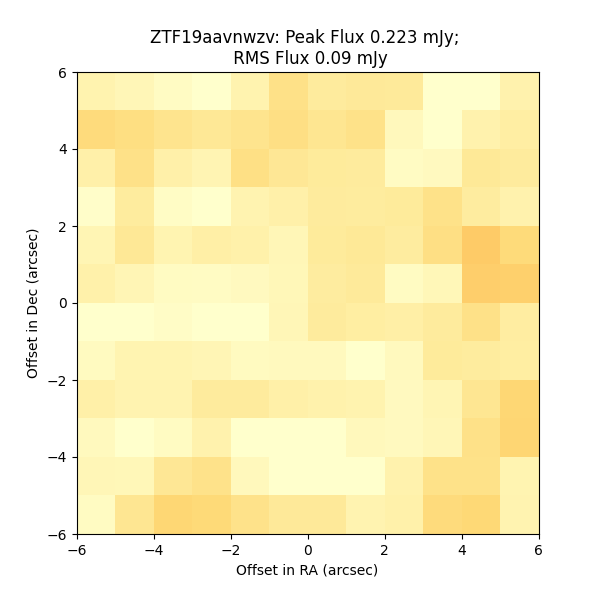 ZTF19aavnwzv: Peak Flux 0.223 mJy;
RMS Flux 0.09 mJy
6
4
2
0
−2
−4
−6
Offset in Dec (arcsec)
−6 −4 −2 0 2 4 6
Offset in RA (arcsec)